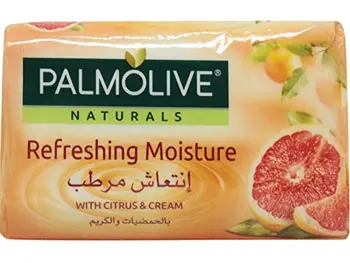 PALMOLIVE®
NATURALS
Refreshing Moisture
إنتعاش مرطب
WITH CITRUS & CREAM
بالحمضيات والكريم